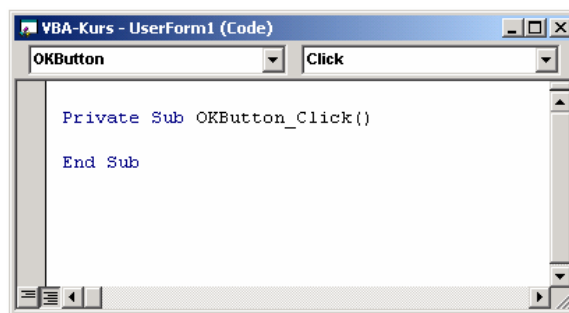 VBA-Kurs - UserForm1 (Code)
OKButton Click
Private Sub OKButton_Click()
End Sub